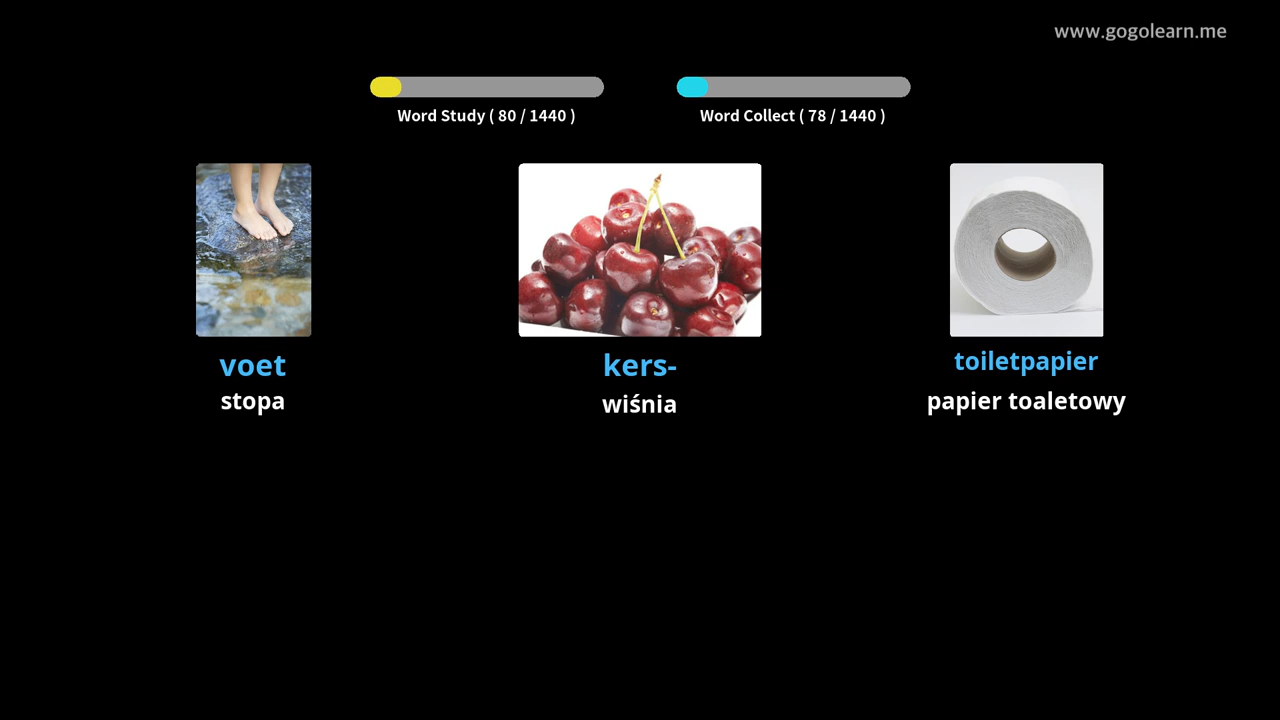 www.gogolearn.me
Word Study ( 80 / 1440 )
Word Collect ( 78 / 1440 )
voet
stopa
kers-
wiśnia
toiletpapier
papier toaletowy